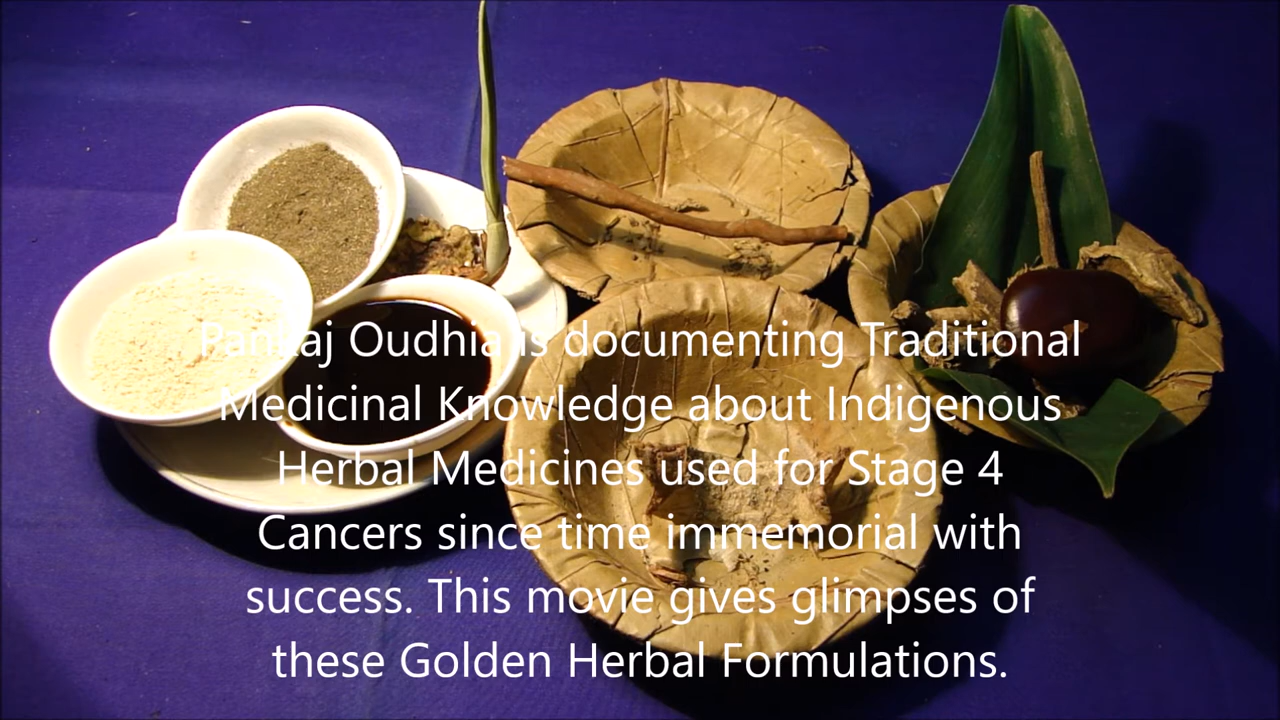 Pankaj Oudhia is documenting Traditional
Medicinal Knowledge about Indigenous
Herbal Medicines used for Stage 4
Cancers since time immemorial with
success. This movie gives glimpses of
these Golden Herbal Formulations.